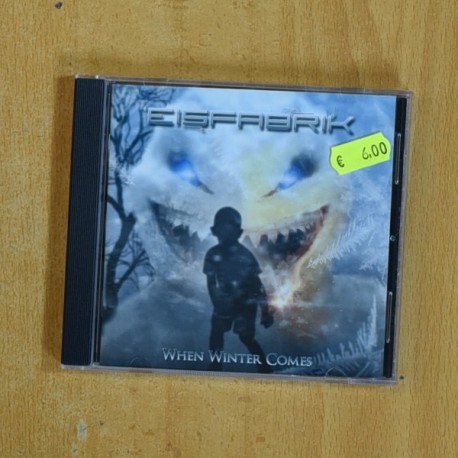 EISFABRIK
€ 6,00
WHEN WINTER COMES